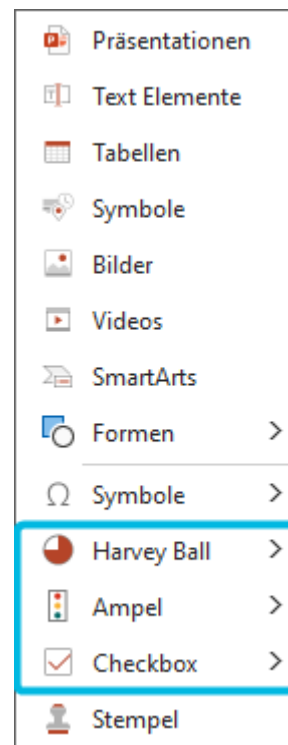 Präsentationen
Text Elemente
Tabellen
Symbole
Bilder
Videos
SmartArts
Formen
Symbole
Harvey Ball
Ampel
Checkbox
Stempel